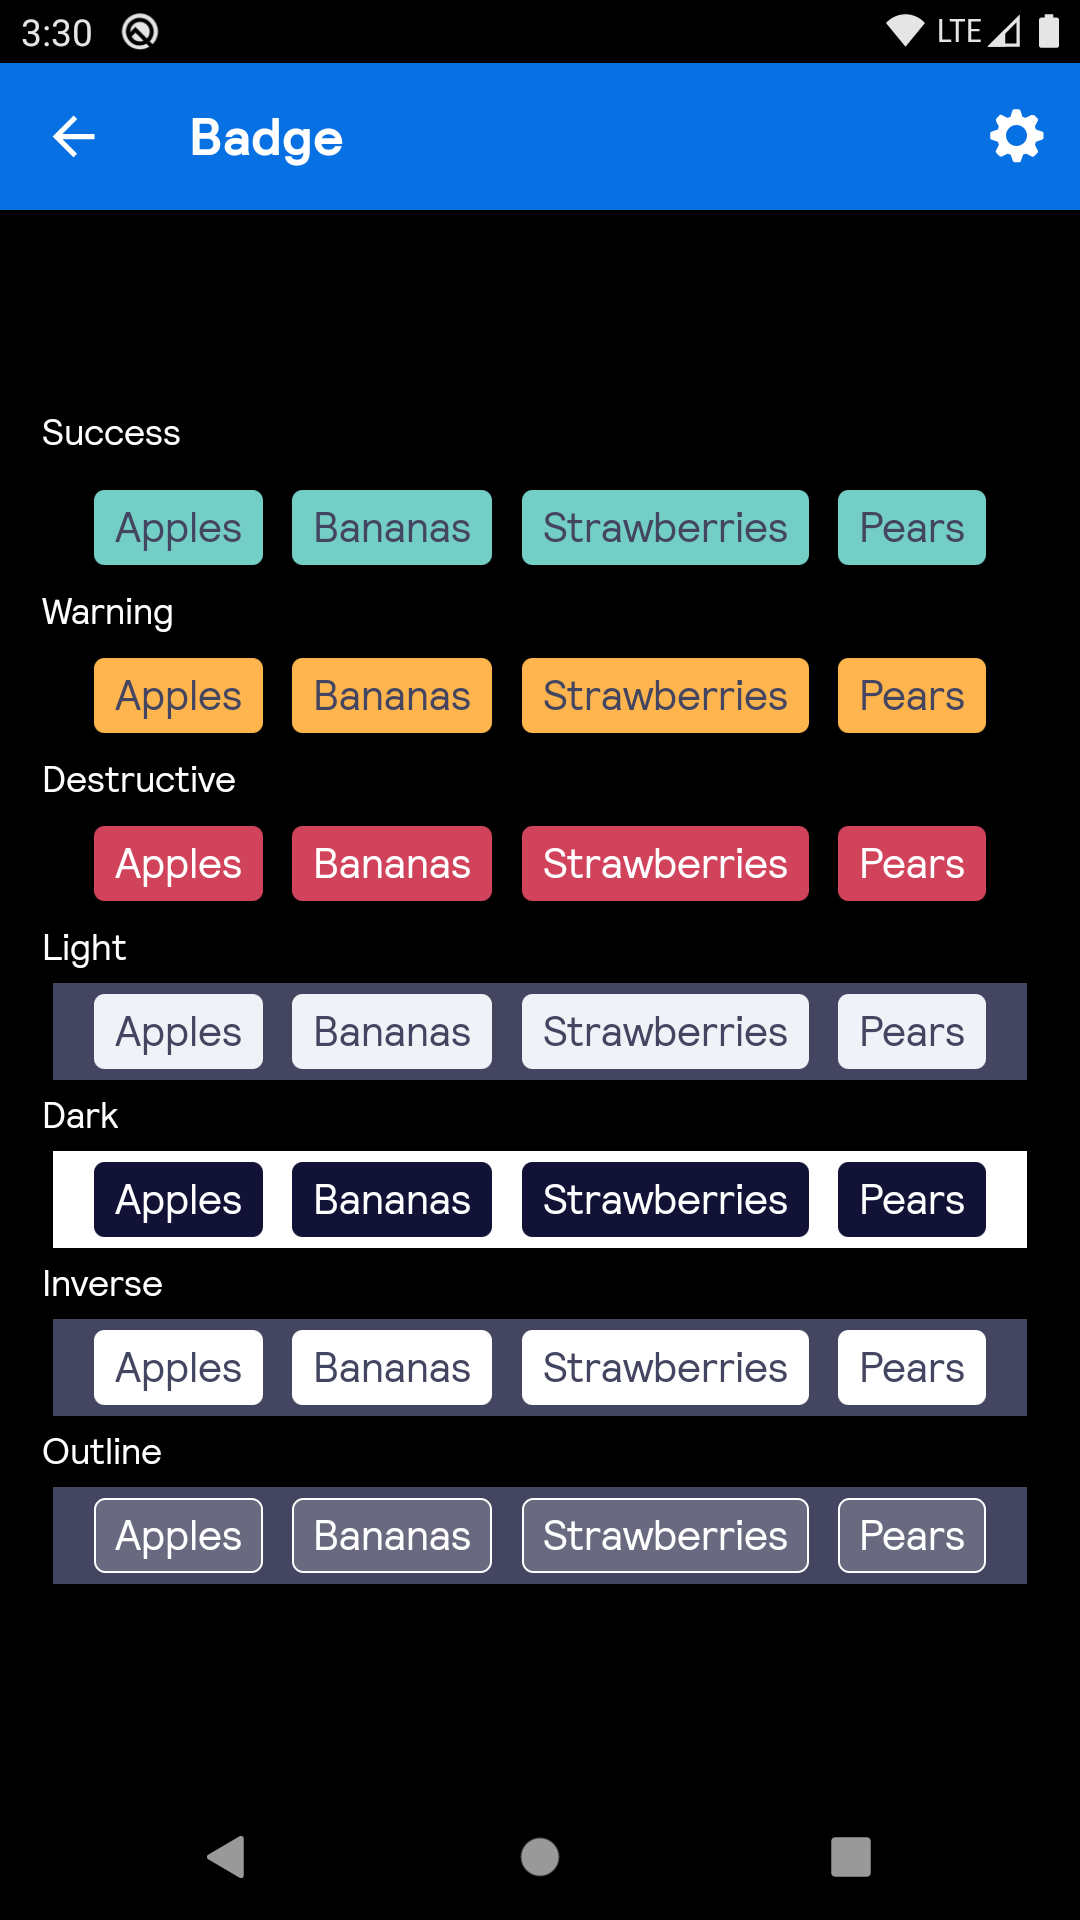 3:30 LTE
Badge
Success
Apples Bananas Strawberries Pears
Warning
Apples Bananas Strawberries Pears
Destructive
Apples Bananas Strawberries Pears
Light
Apples Bananas Strawberries Pears
Dark
Apples Bananas Strawberries Pears
Inverse
Apples Bananas Strawberries Pears
Outline
Apples Bananas Strawberries Pears